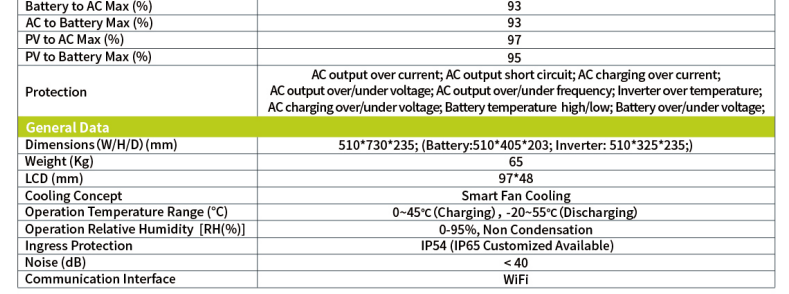 Battery to AC Max (%) 93
AC to Battery Max (%) 93
PV to AC Max (%) 97
PV to Battery Max (%) 95
Protection
AC output over current; AC output short circuit; AC charging over current;
AC output over/under voltage; AC output over/under frequency; Inverter over temperature;
AC charging over/under voltage; Battery temperature high/low; Battery over/under voltage;
General Data
Dimensions(W/H/D)(mm) 510*730*235; (Battery:510*405*203; Inverter: 510*325*235;)
Weight(Kg) 65
LCD (mm) 97*48
Cooling Concept Smart Fan Cooling
Operation Temperature Range (°C) 0~45℃(Charging), -20~55℃(Discharging)
Operation Relative Humidity [RH(%)] 0-95%, Non Condensation
Ingress Protection IP54 (IP65 Customized Available)
Noise (dB) < 40
Communication Interface WiFi